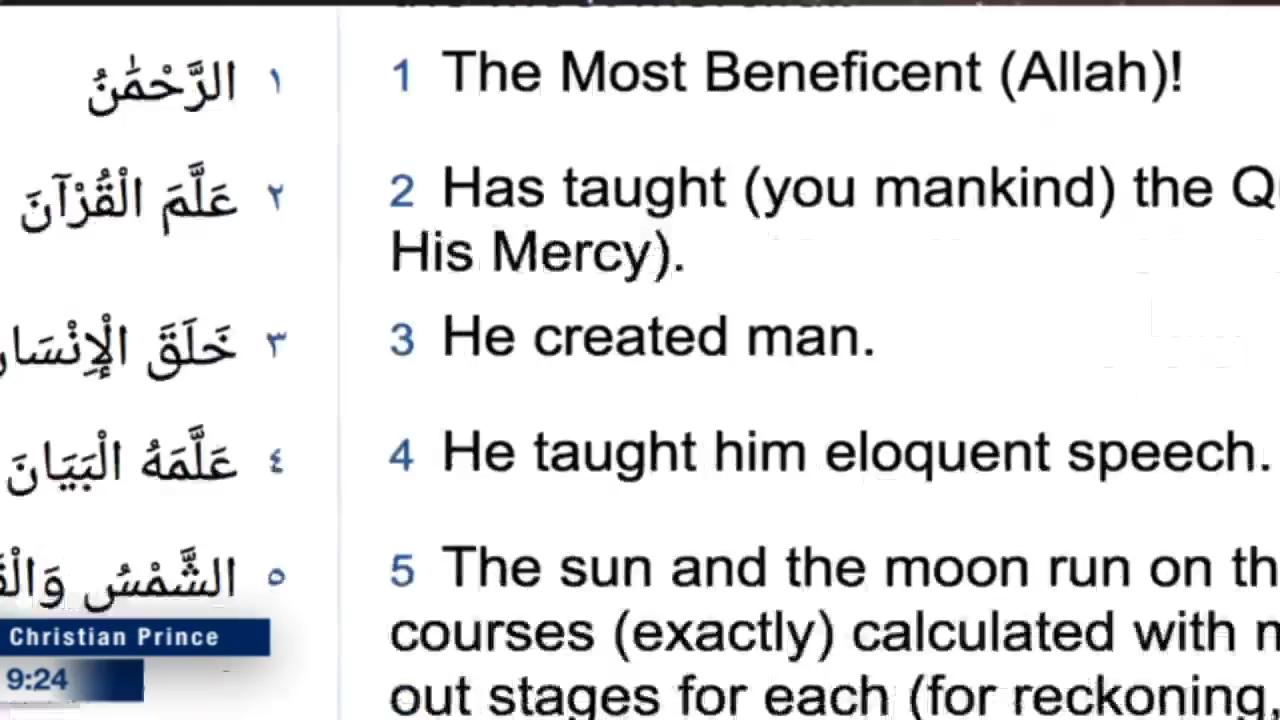 الرَّحْمَٰنُ ١
1 The Most Beneficent (Allah)!
عَلَّمَ الْقُرْآنَ ٢
2 Has taught (you mankind) the
His Mercy).
خَلَقَ ٣
3 He created man.
عَلَّمَهُ الْبَيَانَ ٤
4 He taught him eloquent speech.
الشَّمْسُ ٥
5 The sun and the moon run on
courses (exactly) calculated with
out stages for each (for reckoning,
Christian Prince
9:24